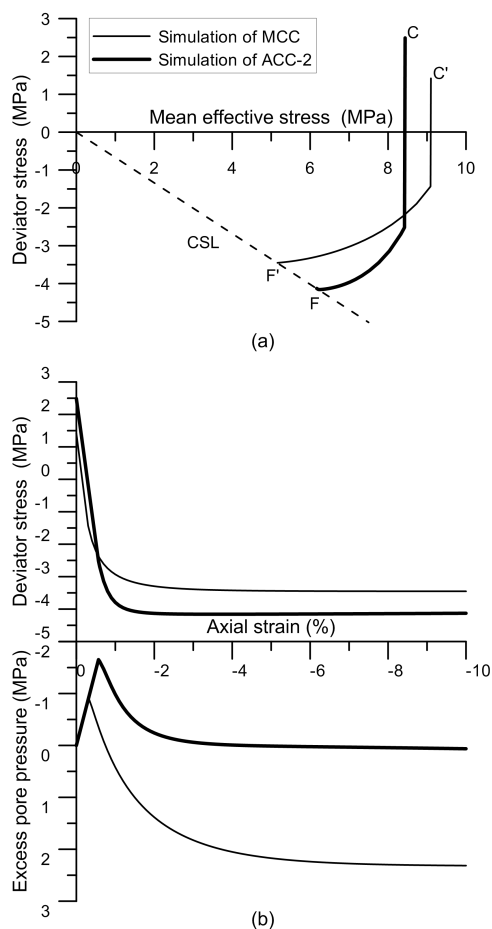 3
2
1
0
-1
-2
-3
-4
-5
Deviator stress (MPa)
Simulation of MCC
Simulation of ACC-2
Mean effective stress (MPa)
0 2 4 6 8 10
C
C'
CSL
F'
F
(a)
3
2
1
0
-1
-2
-3
-4
-5
Deviator stress (MPa)
Axial strain (%)
0 -2 -4 -6 -8 -10
-2
-1
0
1
2
3
Excess pore pressure (MPa)
(b)